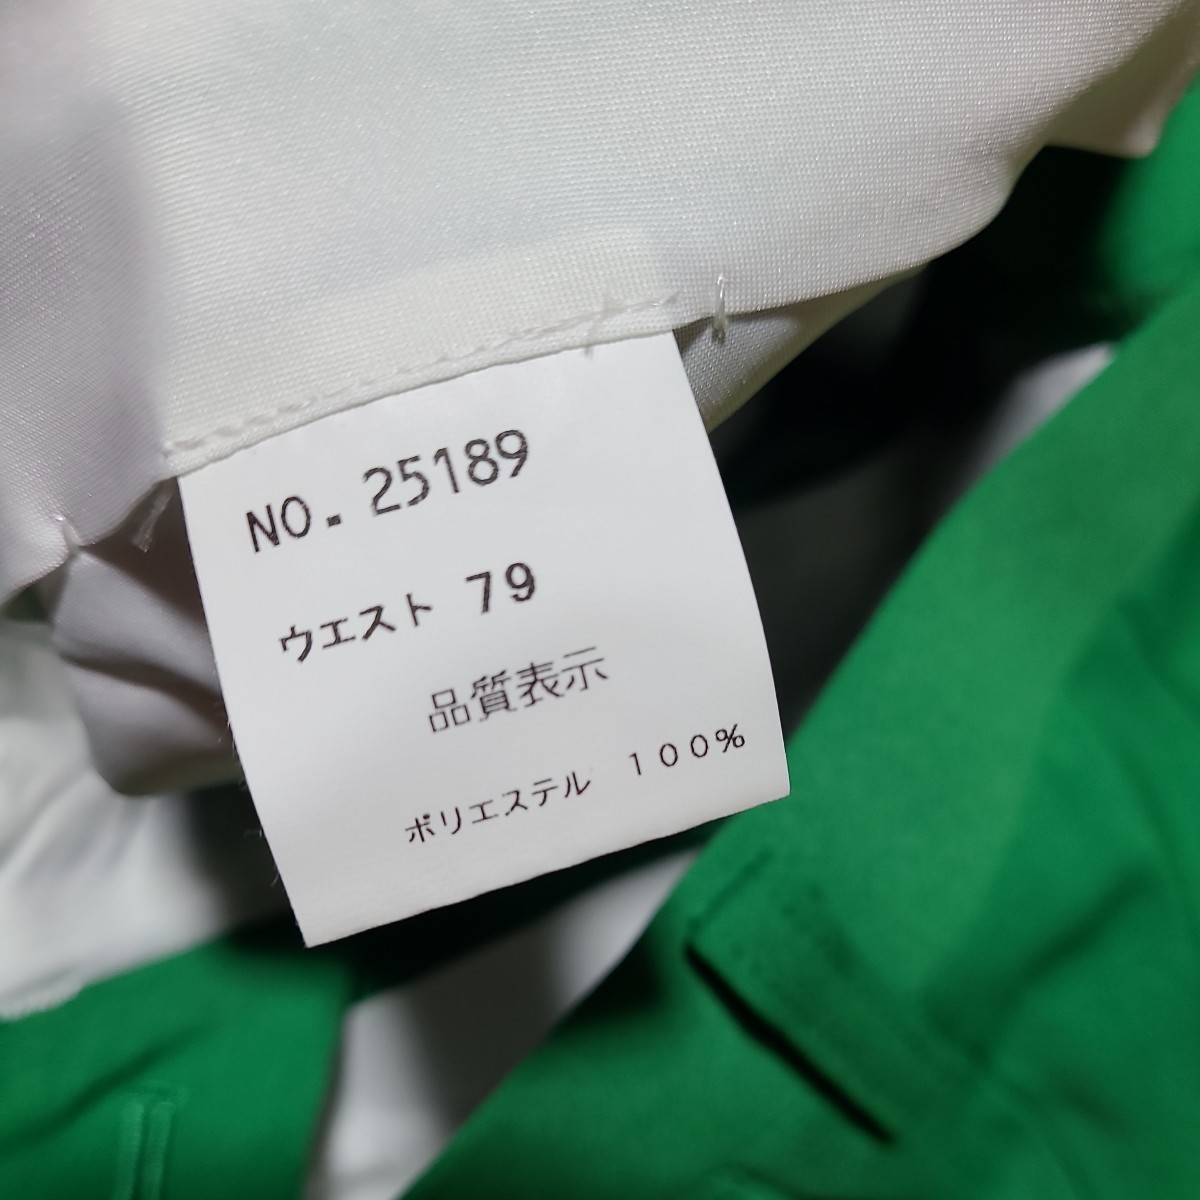 NO.25189
ウエスト 79
品質表示
ポリエステル 100%